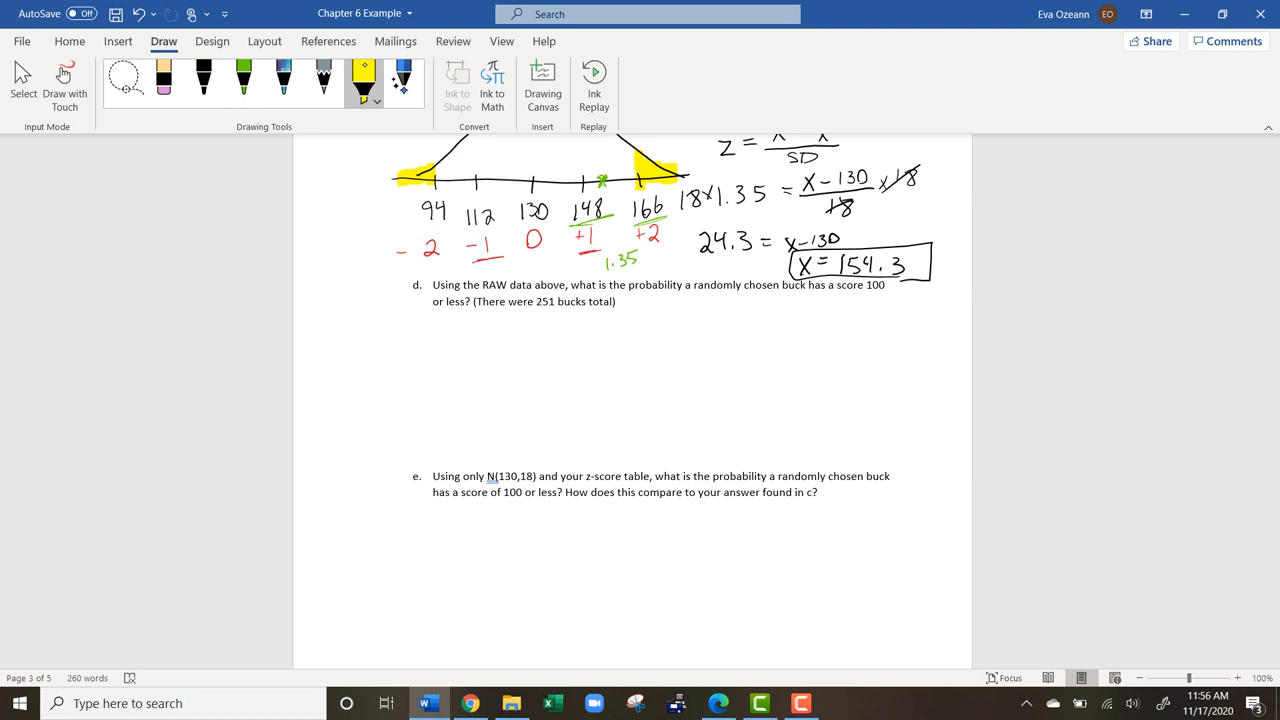 AutoSave Off Chapter 6 Example Search Eva Ozeann EO
File Home Insert Draw Design Layout References Mailings Review View Help Share Comments
Select Draw with Touch Ink to Shape Ink to Math Drawing Canvas Ink Replay
Input Mode Drawing Tools Convert Insert Replay
z = x - x / SD
18×1.35 = x-130 / 18 × 18
94 112 130 148 166
-2 -1 0 +1 +2
1.35
24.3 = x-130
x = 154.3
d. Using the RAW data above, what is the probability a randomly chosen buck has a score 100
or less? (There were 251 bucks total)
e. Using only N(130,18) and your z-score table, what is the probability a randomly chosen buck
has a score of 100 or less? How does this compare to your answer found in c?
Page 3 of 5 260 words Focus 100%
Type here to search 11:56 AM
11/17/2020